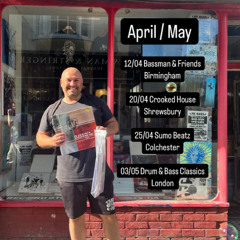 April / May
12/04 Bassman & Friends
Birmingham
20/04 Crooked House
Shrewsbury
25/04 Sumo Beatz
Colchester
03/05 Drum & Bass Classics
London